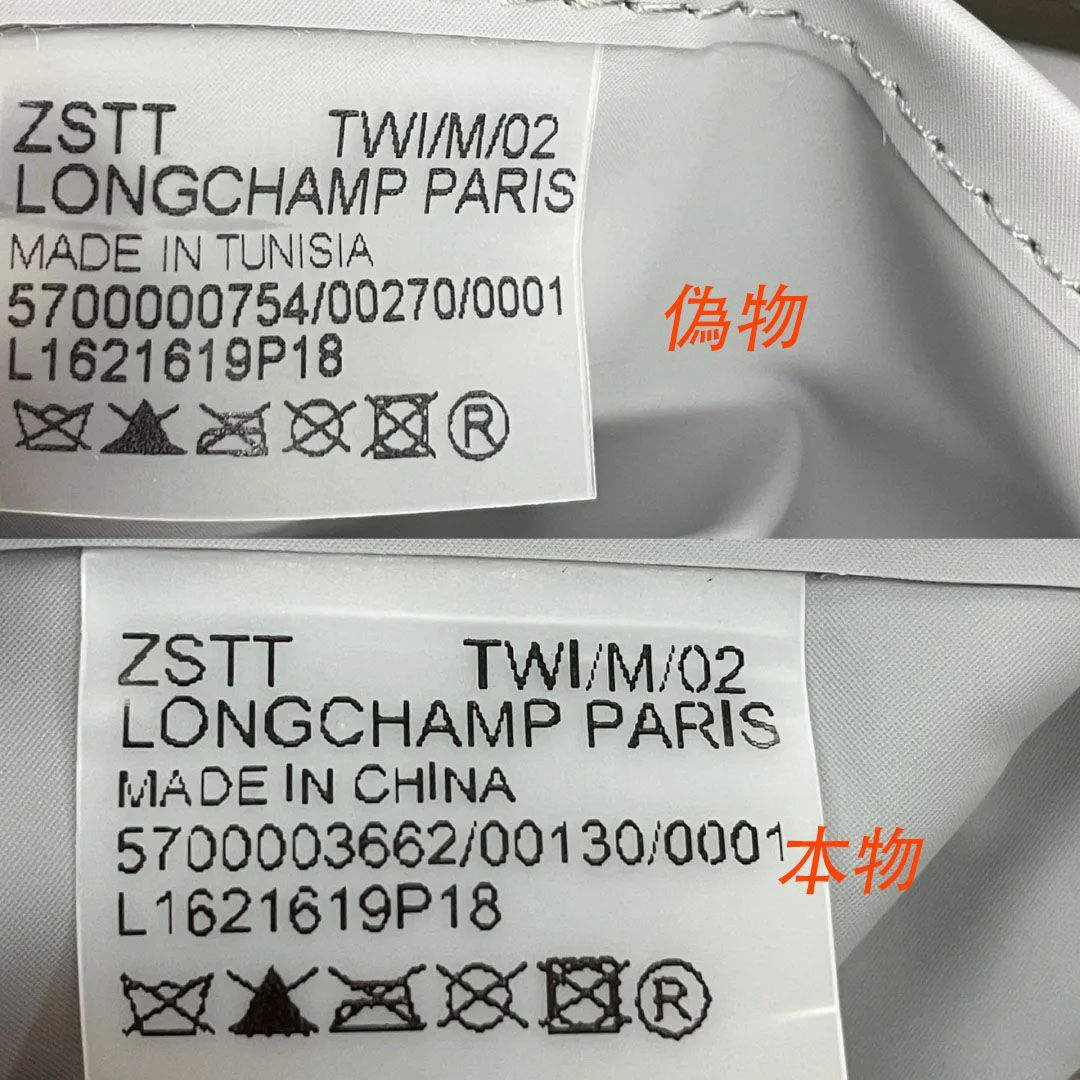 ZSTT TWI/M/02
LONGCHAMP PARIS
MADE IN TUNISIA
5700000754/00270/0001
L1621619P18
®
偽物
ZSTT TWI/M/02
LONGCHAMP PARIS
MADE IN CHINA
5700003662/00130/0001
L1621619P18
®
本物